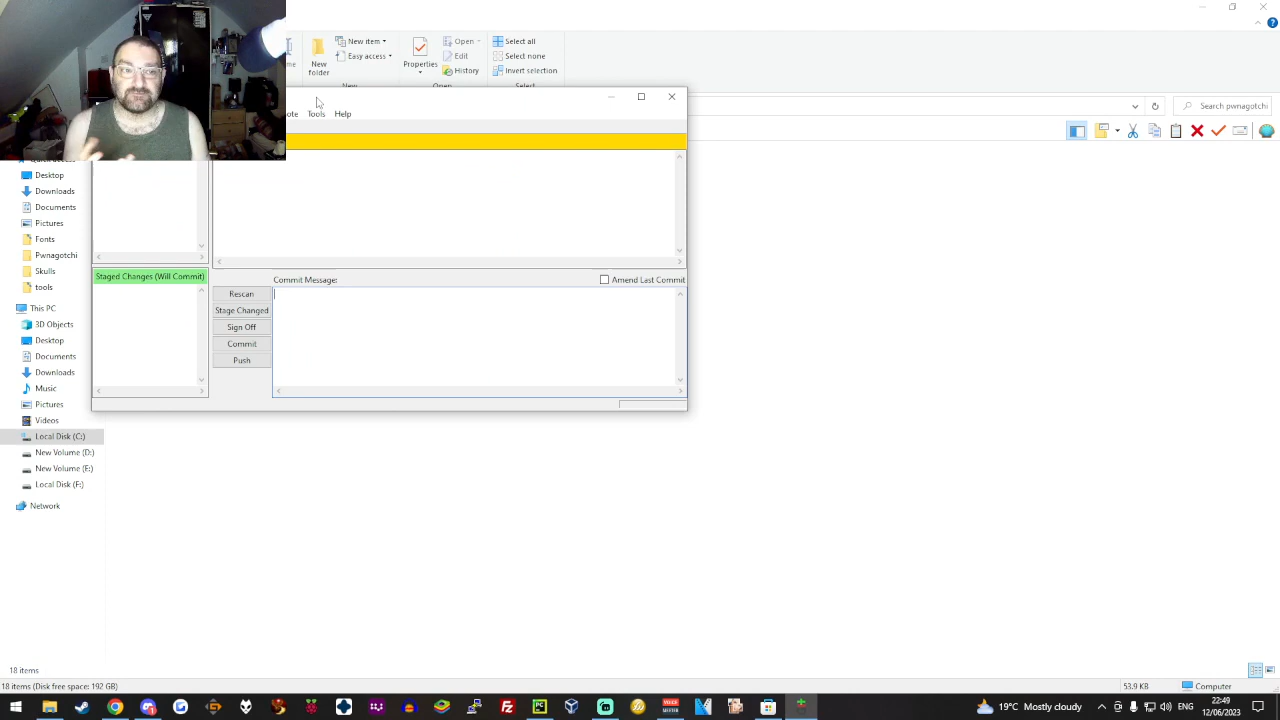 New item
Open
Select all
Easy access
Edit
Select none
New folder
Properties
History
Invert selection
New
Open
Select
Search pwnagotchi
Tools
Help
Desktop
Downloads
Documents
Pictures
Fonts
Pwnagotchi
Skulls
tools
This PC
3D Objects
Desktop
Documents
Downloads
Music
Pictures
Videos
Local Disk (C:)
New Volume (D:)
New Volume (E:)
Local Disk (F:)
Network
Staged Changes (Will Commit)
Commit Message:
Amend Last Commit
Rescan
Stage Changed
Sign Off
Commit
Push
18 items
18 items (Disk free space: 192 GB)
53.9 KB
Computer
19°C Mostly cloudy
22:49
12/06/2023